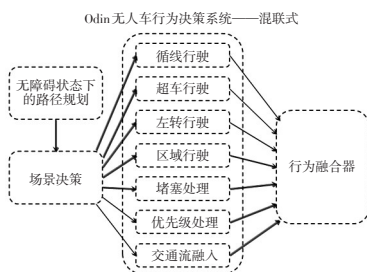 Odin无人车行为决策系统——混联式
无障碍状态下
的路径规划
场景决策
循线行驶
超车行驶
左转行驶
区域行驶
堵塞处理
优先级处理
交通流融入
行为融合器